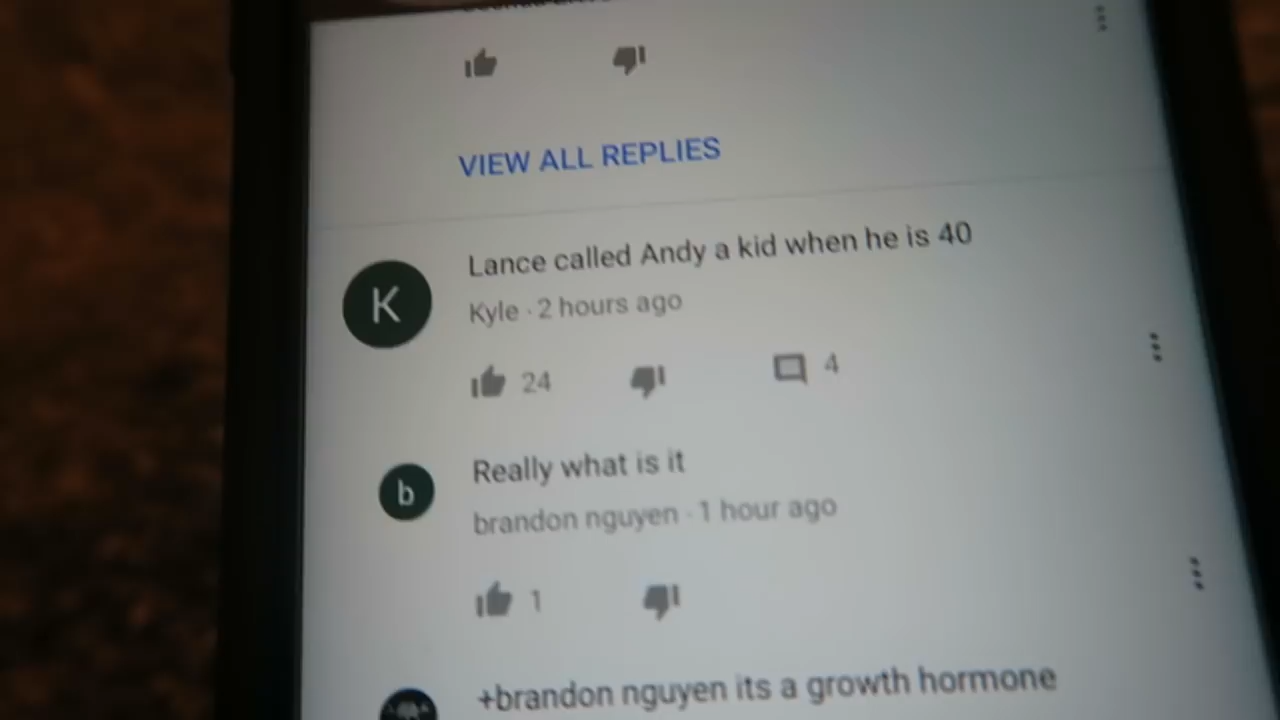 VIEW ALL REPLIES
K
Lance called Andy a kid when he is 40
Kyle · 2 hours ago
24
4
b
Really what is it
brandon nguyen · 1 hour ago
1
+brandon nguyen its a growth hormone